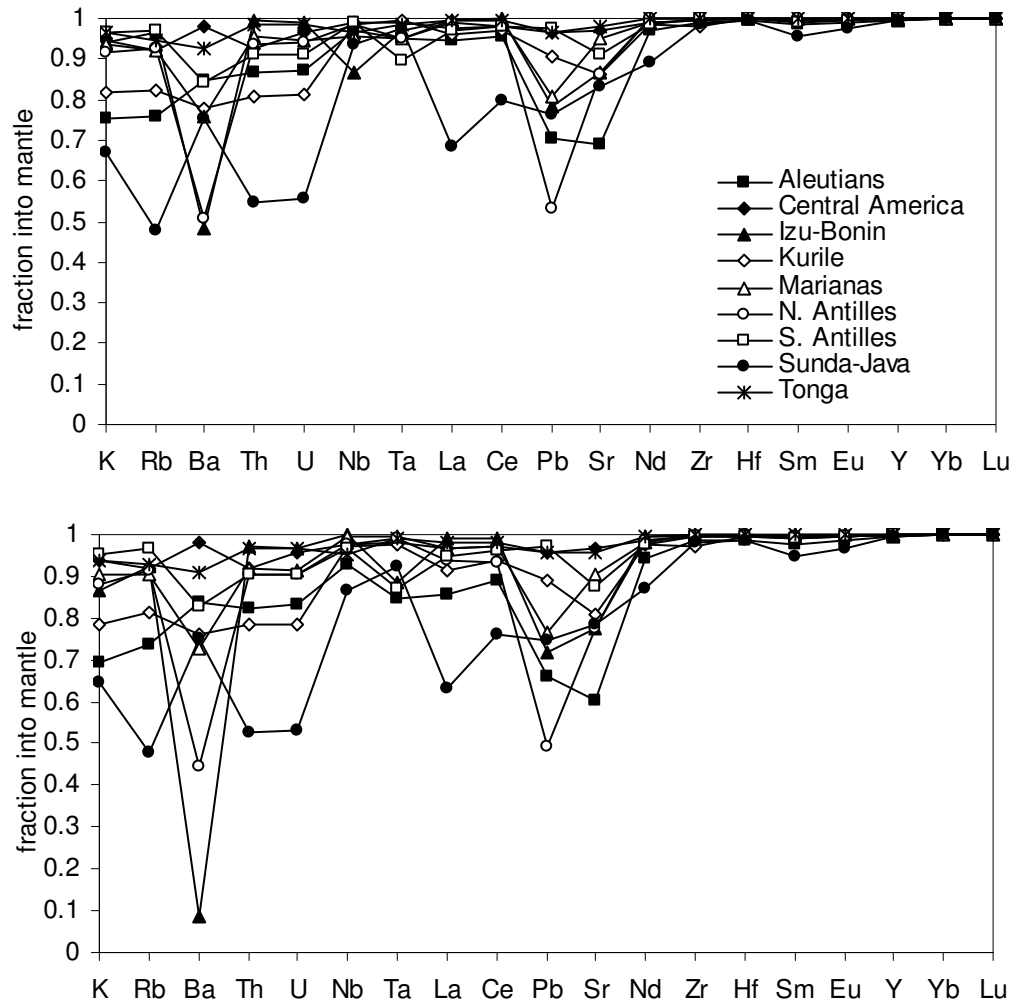 1
0.9
0.8
0.7
0.6
0.5
0.4
0.3
0.2
0.1
0
fraction into mantle
Aleutians
Central America
Izu-Bonin
Kurile
Marianas
N. Antilles
S. Antilles
Sunda-Java
Tonga
K Rb Ba Th U Nb Ta La Ce Pb Sr Nd Zr Hf Sm Eu Y Yb Lu
1
0.9
0.8
0.7
0.6
0.5
0.4
0.3
0.2
0.1
0
fraction into mantle
K Rb Ba Th U Nb Ta La Ce Pb Sr Nd Zr Hf Sm Eu Y Yb Lu